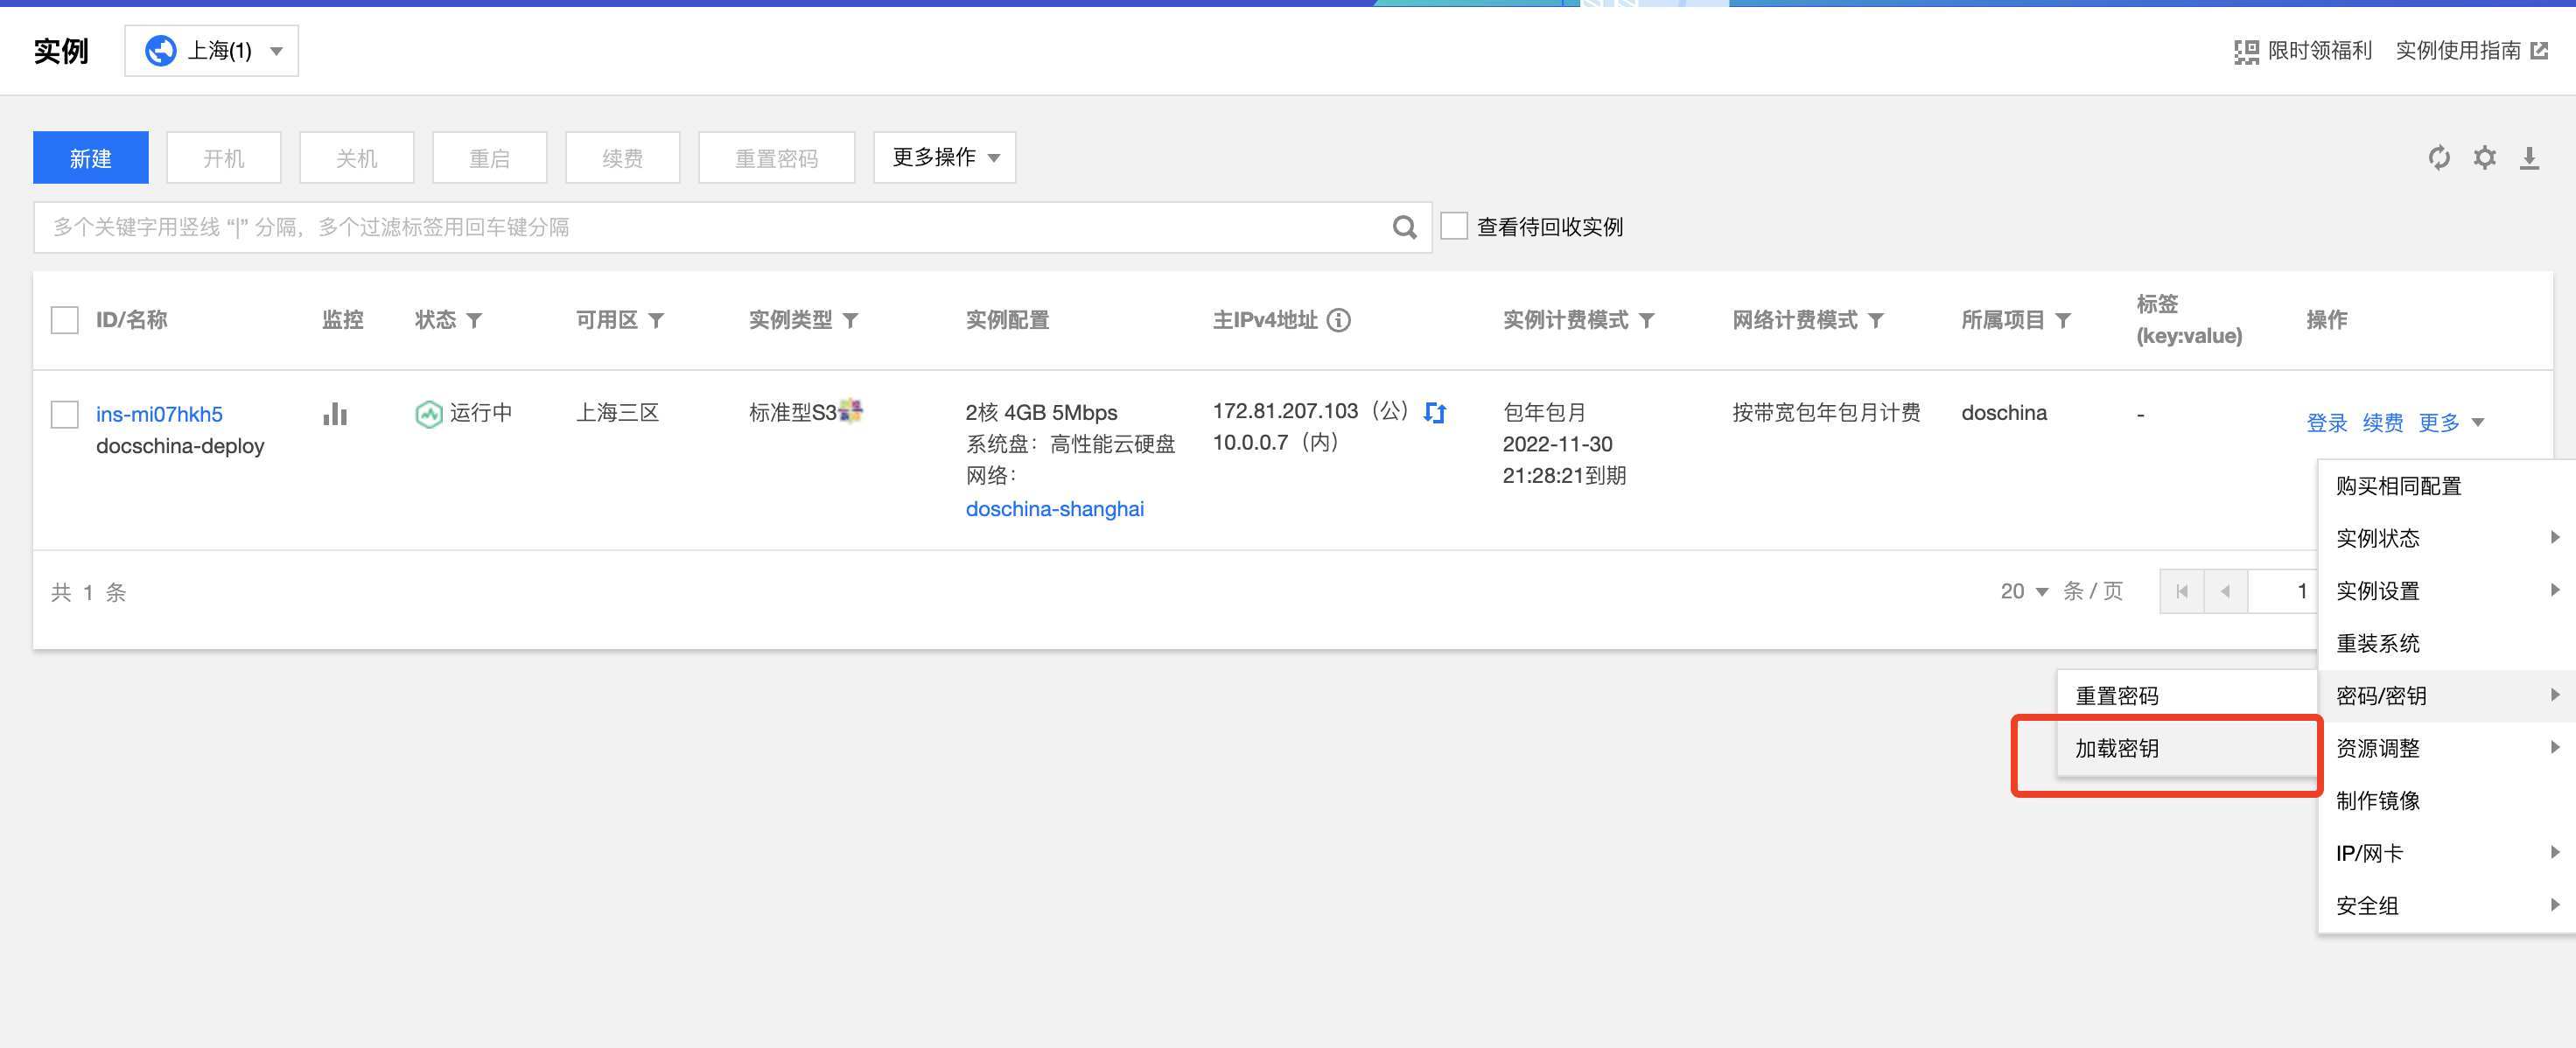 实例
上海(1)
限时领福利
实例使用指南
新建
开机
关机
重启
续费
重置密码
更多操作
多个关键字用竖线 “|” 分隔，多个过滤标签用回车键分隔
查看待回收实例
ID/名称
监控
状态
可用区
实例类型
实例配置
主IPv4地址
实例计费模式
网络计费模式
所属项目
标签
(key:value)
操作
ins-mi07hkh5
docschina-deploy
运行中
上海三区
标准型S3
2核 4GB 5Mbps
系统盘：高性能云硬盘
网络：
doschina-shanghai
172.81.207.103（公）
10.0.0.7（内）
包年包月
2022-11-30
21:28:21到期
按带宽包年包月计费
doschina
-
登录 续费 更多
共 1 条
20 条 / 页
1
购买相同配置
实例状态
实例设置
重装系统
密码/密钥
资源调整
制作镜像
IP/网卡
安全组
重置密码
加载密钥